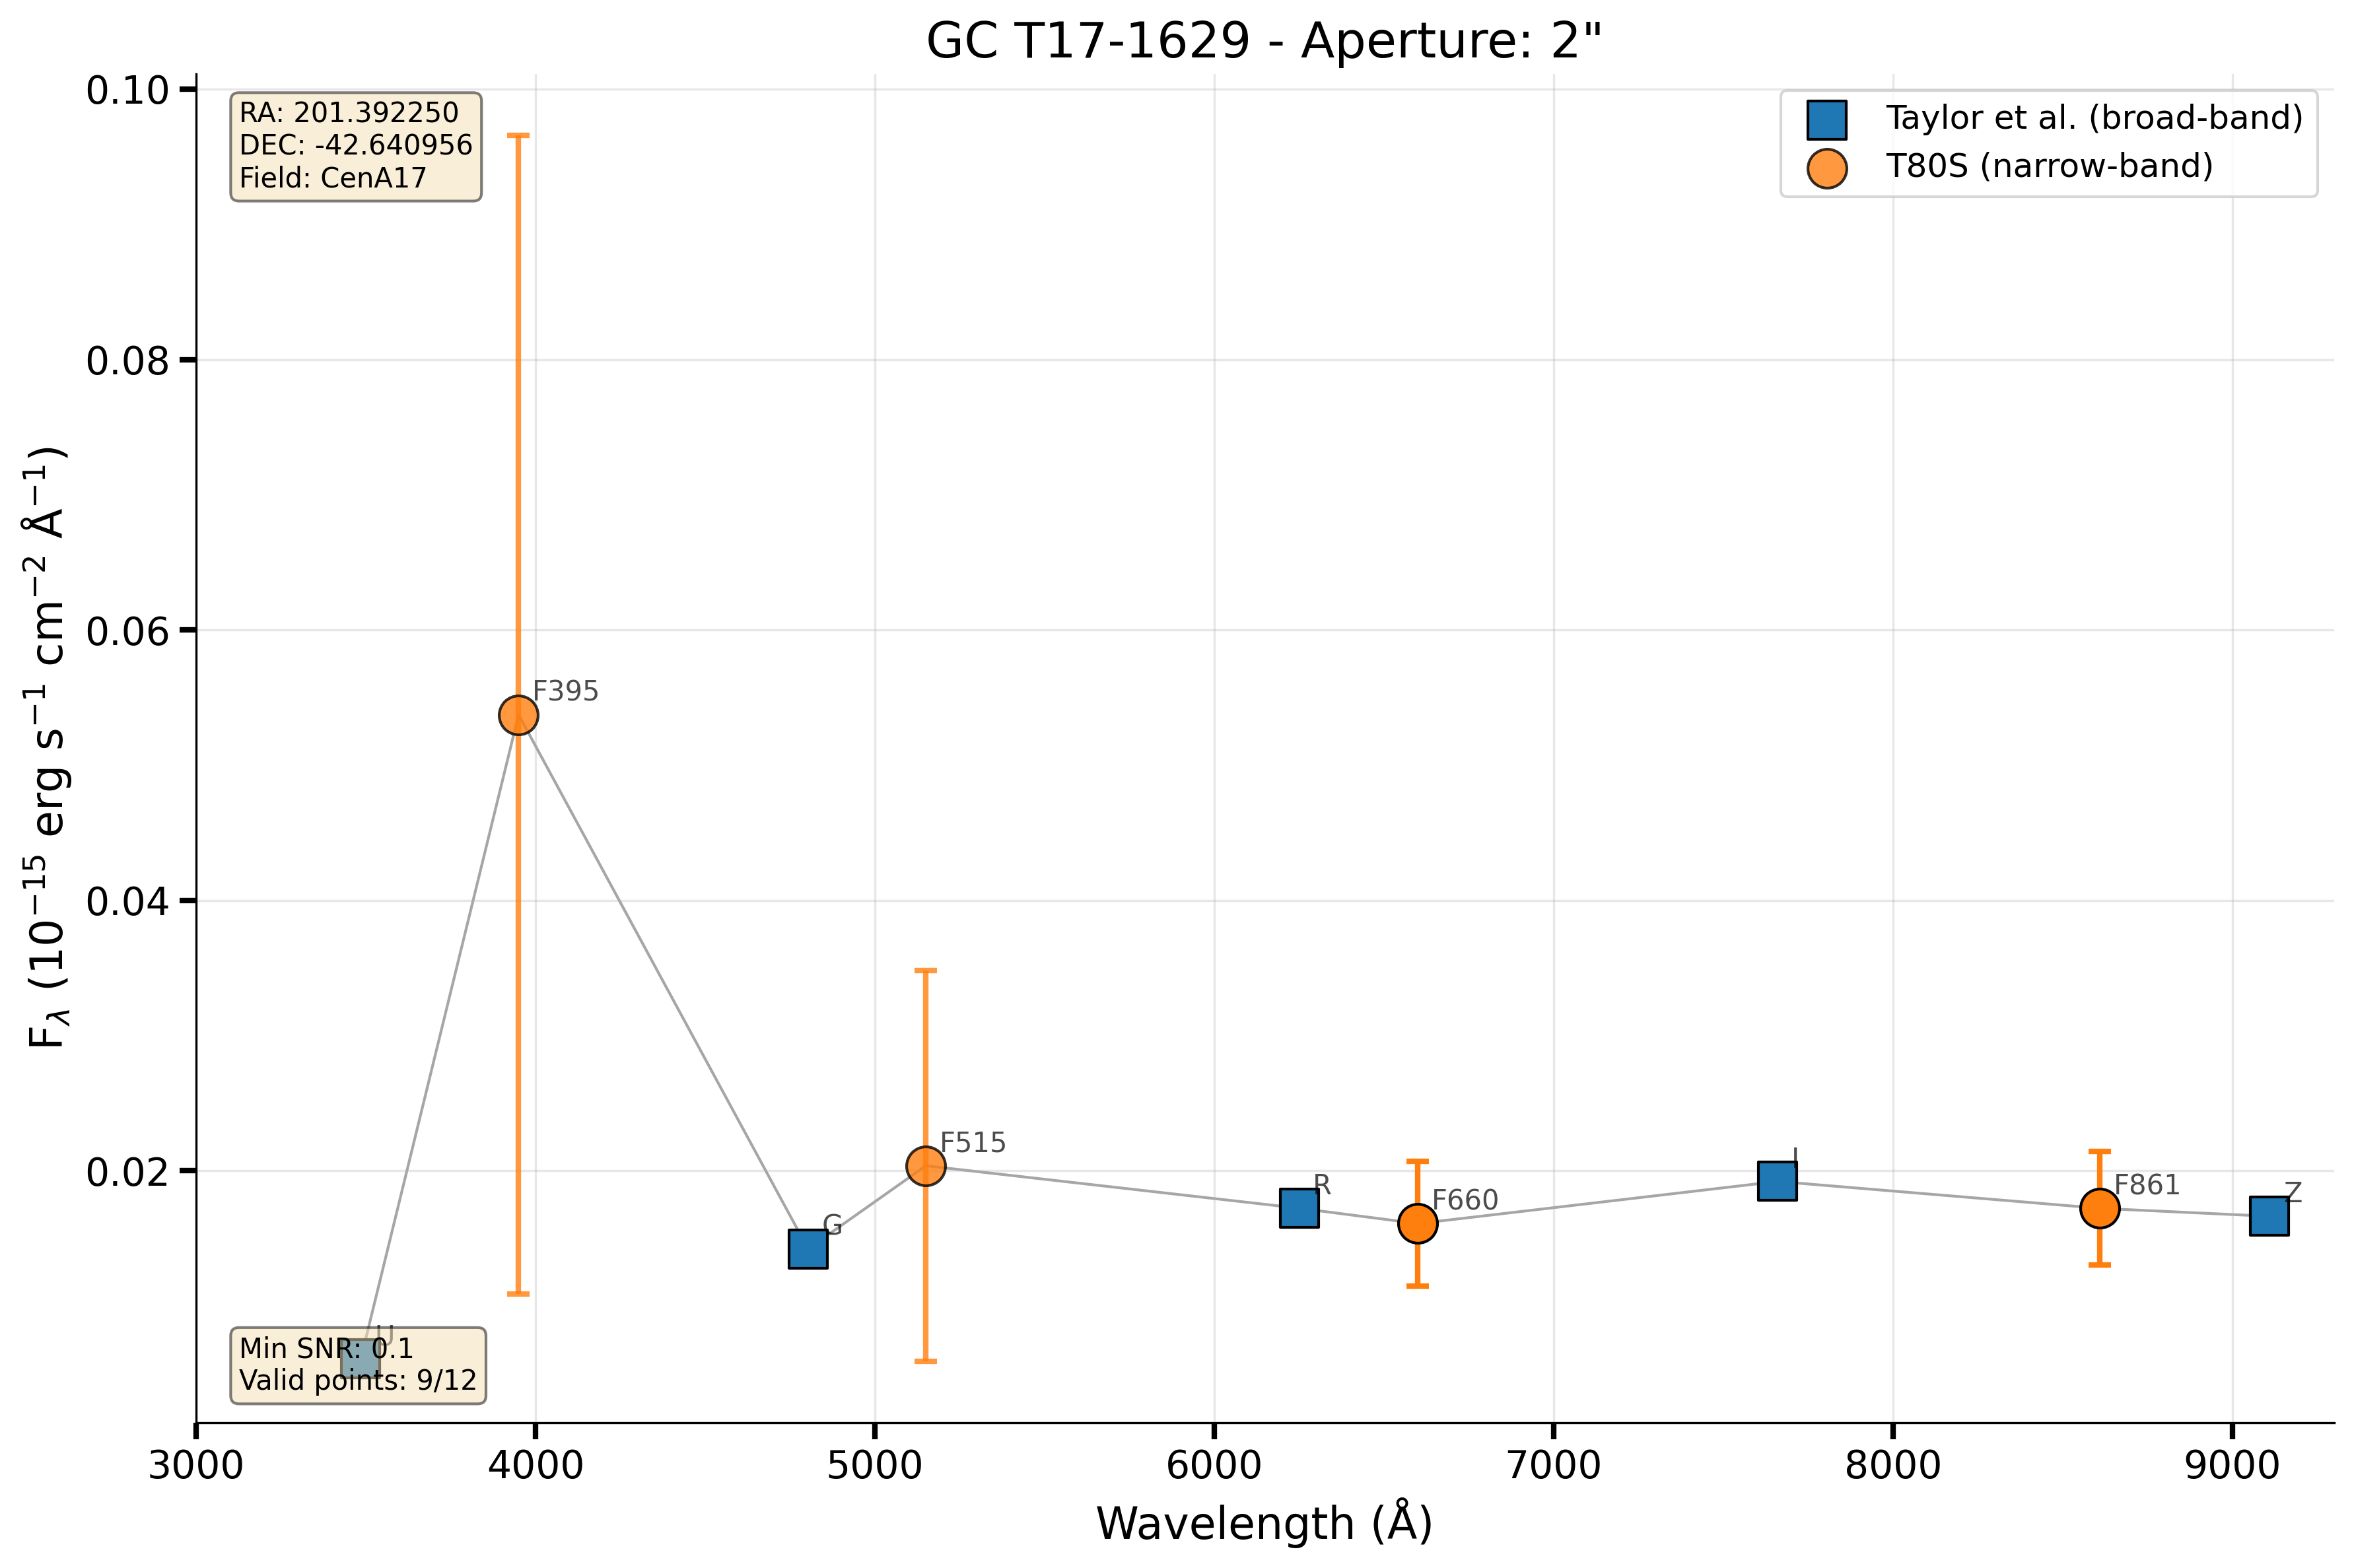 GC T17-1629 - Aperture: 2"
RA: 201.392250
DEC: -42.640956
Field: CenA17
Taylor et al. (broad-band)
T80S (narrow-band)
0.10
0.08
0.06
0.04
0.02
F_λ (10⁻¹⁵ erg s⁻¹ cm⁻² Å⁻¹)
F395
F515
G
R
F660
I
F861
Z
U
Min SNR: 0.1
Valid points: 9/12
3000 4000 5000 6000 7000 8000 9000
Wavelength (Å)